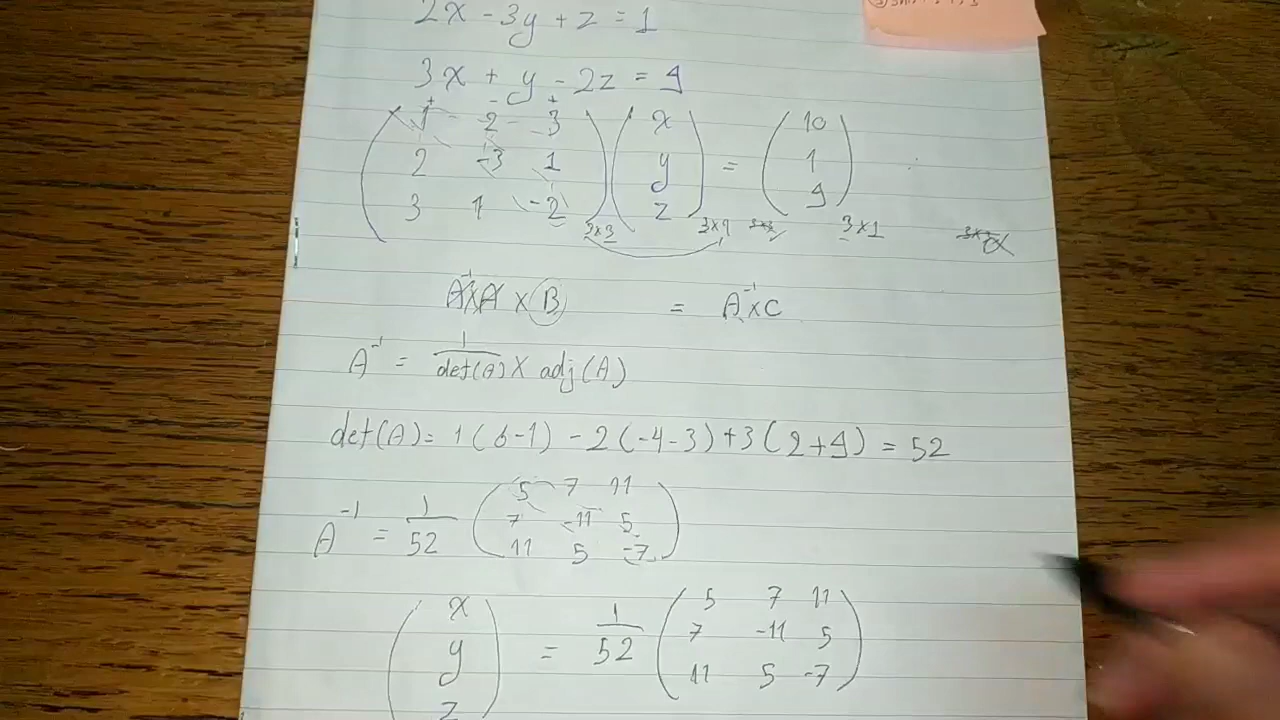 2x - 3y + z = 1
3x + y - 2z = 9
1 2 3 x = 10
2 -3 1 y 1
3 1 -2 z 9
3x3 3x1 3x1
A⁻¹xA x B = A⁻¹xC
A⁻¹ = 1/det(A) x adj(A)
det(A) = 1(6-1) - 2(-4-3) + 3(2+9) = 52
A⁻¹ = 1/52 5 7 11
7 -11 5
11 5 -7
x = 1/52 5 7 11
y 7 -11 5
z 11 5 -7